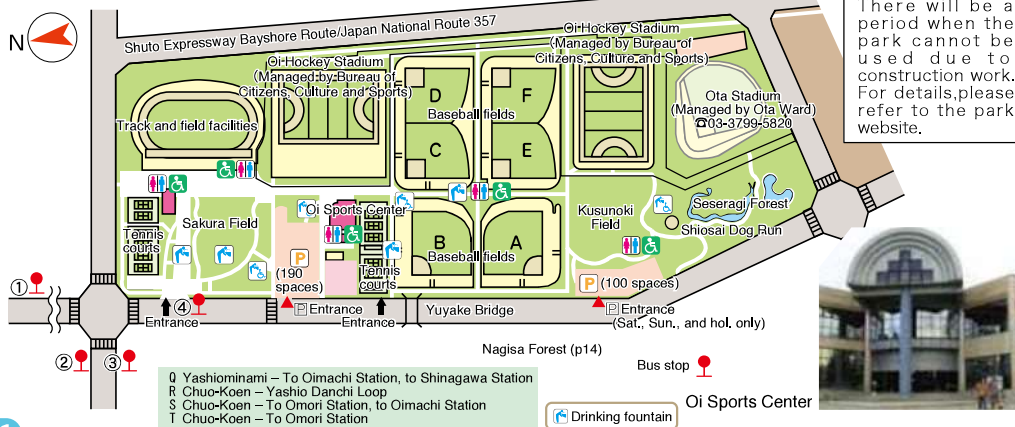 N
Shuto Expressway Bayshore Route/Japan National Route 357
Oi Hockey Stadium
(Managed by Bureau of
Citizens, Culture and Sports)
Oi Hockey Stadium
(Managed by Bureau of
Citizens, Culture and Sports)
There will be a
period when the
park cannot be
used due to
construction work.
For details,please
refer to the park
website.
Track and field facilities
D
F
Baseball fields
C
E
Ota Stadium
(Managed by Ota Ward)
☎03-3799-5820
Oi Sports Center
Sakura Field
Tennis
courts
Kusunoki
Field
Seseragi Forest
Shiosai Dog Run
B
A
Baseball fields
P
(190
spaces)
Tennis
courts
P
(100 spaces)
①
④
Entrance
P Entrance
Entrance
Yuyake Bridge
P Entrance
(Sat., Sun., and hol. only)
②
③
Nagisa Forest (p14)
Bus stop
Q Yashiominami – To Oimachi Station, to Shinagawa Station
R Chuo-Koen – Yashio Danchi Loop
S Chuo-Koen – To Omori Station, to Oimachi Station
T Chuo-Koen – To Omori Station
Drinking fountain
Oi Sports Center